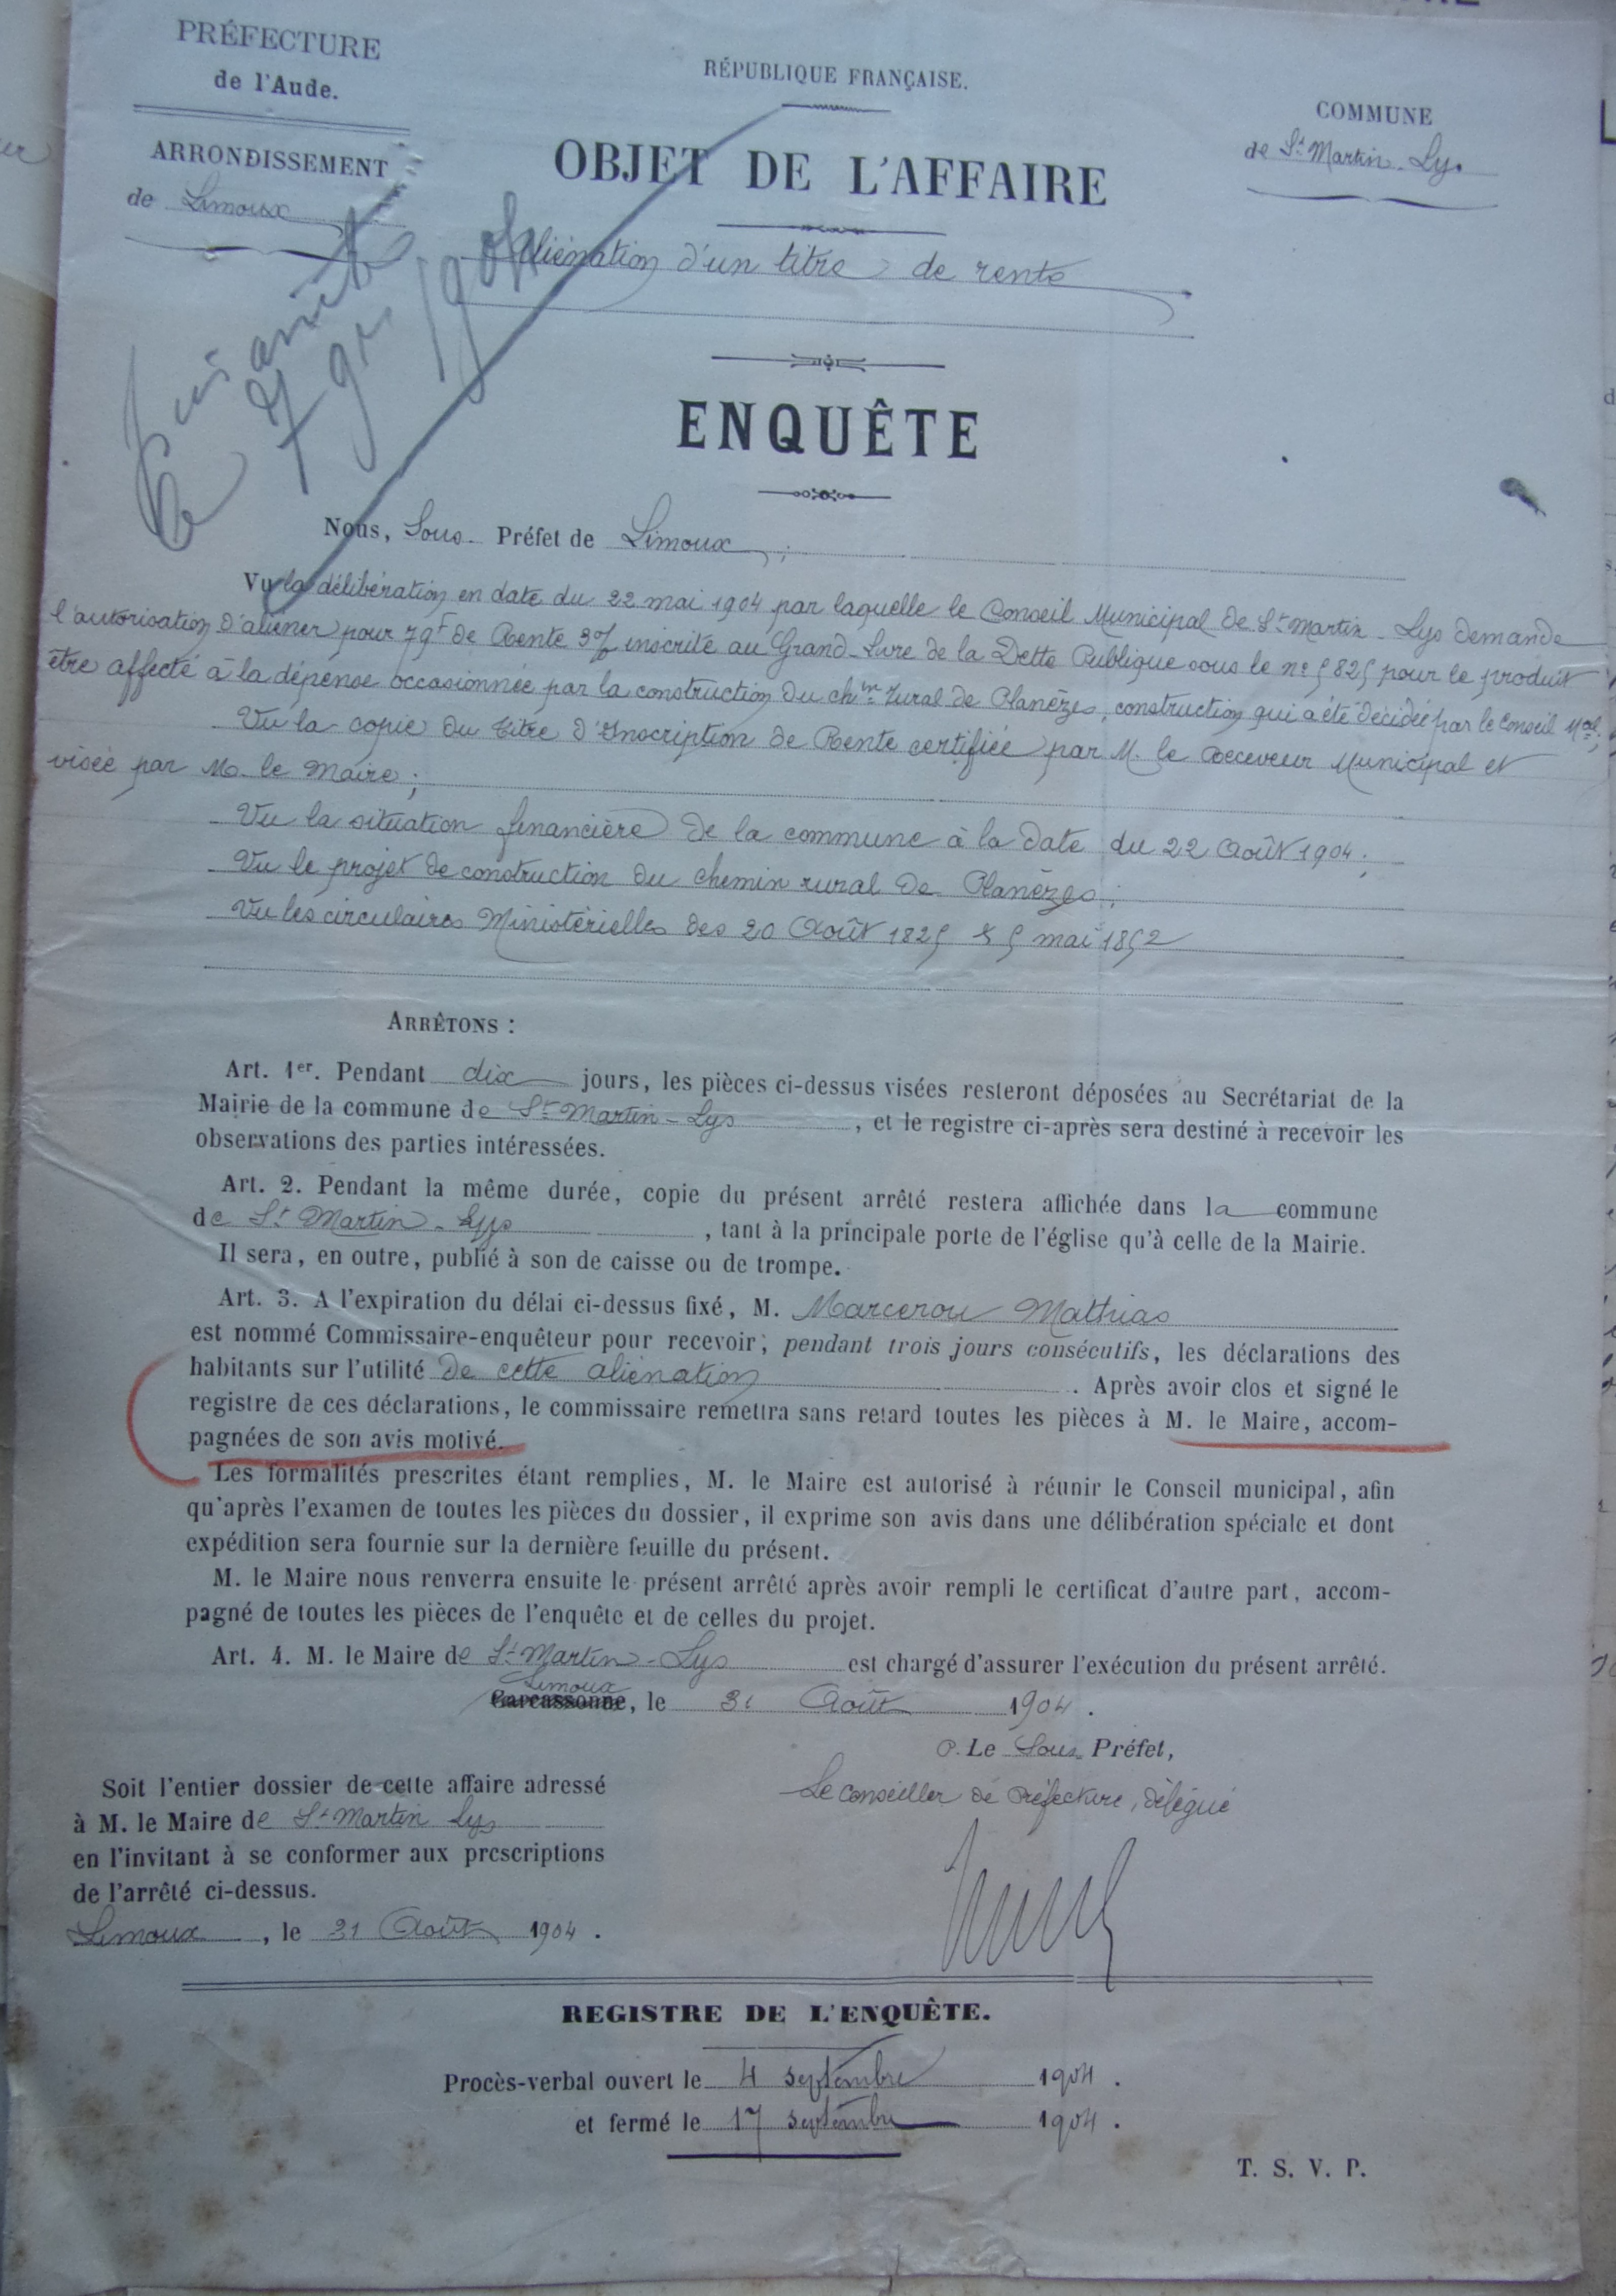 PRÉFECTURE
de l'Aude.
ARRONDISSEMENT
de Limoux
RÉPUBLIQUE FRANÇAISE.
OBJET DE L'AFFAIRE
Aliénation d'un titre de rente
COMMUNE
de St Martin-Lys
Pris arrêté
le 7 9bre 1904
ENQUÊTE
Nous, Sous-Préfet de Limoux ;
Vu la délibération en date du 22 mai 1904 par laquelle le Conseil Municipal de St Martin-Lys demande
l'autorisation d'aliéner pour 79f de Rente 3% inscrite au Grand-Livre de la Dette Publique sous le no 5825 pour le produit
être affecté à la dépense occasionnée par la construction du chin rural de Planèzes, construction qui a été décidée par le Conseil Mal ;
Vu la copie du titre d'Inscription de Rente certifiée par M. le Receveur Municipal et
visée par M. le Maire ;
Vu la situation financière de la commune à la date du 22 Août 1904 ;
Vu le projet de construction du chemin rural de Planèzes ;
Vu les circulaires Ministérielles des 20 Août 1825 & 5 mai 1852
ARRÊTONS :
Art. 1er. Pendant dix jours, les pièces ci-dessus visées resteront déposées au Secrétariat de la
Mairie de la commune de St Martin-Lys, et le registre ci-après sera destiné à recevoir les
observations des parties intéressées.
Art. 2. Pendant la même durée, copie du présent arrêté restera affichée dans la commune
de St Martin-Lys, tant à la principale porte de l'église qu'à celle de la Mairie.
Il sera, en outre, publié à son de caisse ou de trompe.
Art. 3. A l'expiration du délai ci-dessus fixé, M. Marcerou Mathias
est nommé Commissaire-enquêteur pour recevoir, pendant trois jours consécutifs, les déclarations des
habitants sur l'utilité de cette aliénation. Après avoir clos et signé le
registre de ces déclarations, le commissaire remettra sans retard toutes les pièces à M. le Maire, accom-
pagnées de son avis motivé.
Les formalités prescrites étant remplies, M. le Maire est autorisé à réunir le Conseil municipal, afin
qu'après l'examen de toutes les pièces du dossier, il exprime son avis dans une délibération spéciale et dont
expédition sera fournie sur la dernière feuille du présent.
M. le Maire nous renverra ensuite le présent arrêté après avoir rempli le certificat d'autre part, accom-
pagné de toutes les pièces de l'enquête et de celles du projet.
Art. 4. M. le Maire de St Martin-Lys est chargé d'assurer l'exécution du présent arrêté.
Limoux
Carcassonne, le 31 Août 1904.
P. Le Sous-Préfet,
Le Conseiller de Préfecture, délégué
Soit l'entier dossier de cette affaire adressé
à M. le Maire de St Martin Lys
en l'invitant à se conformer aux prescriptions
de l'arrêté ci-dessus.
Limoux, le 31 Août 1904.
REGISTRE DE L'ENQUÊTE.
Procès-verbal ouvert le 4 septembre 1904.
et fermé le 17 septembre 1904.
T. S. V. P.